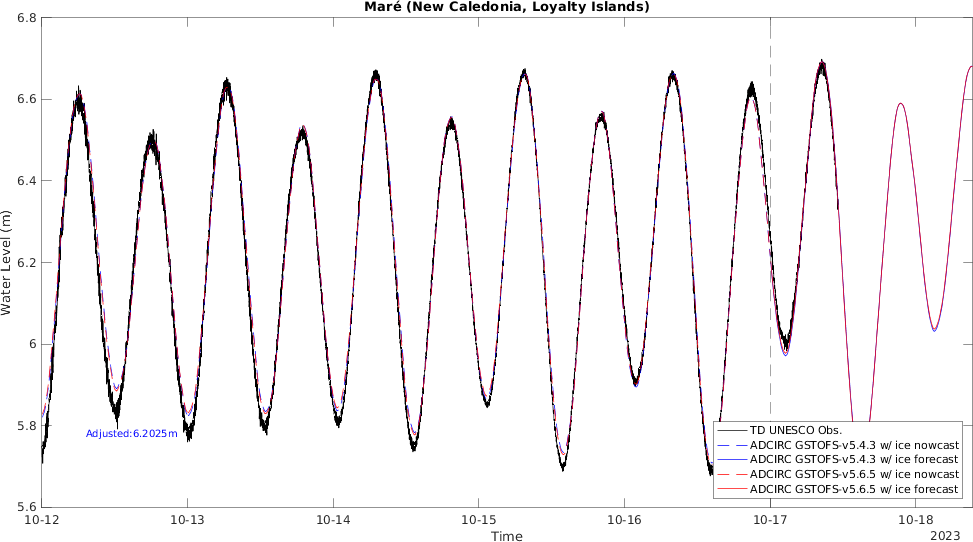 Maré (New Caledonia, Loyalty Islands)
6.8
6.6
6.4
6.2
6
5.8
5.6
Water Level (m)
Adjusted:6.2025m
TD UNESCO Obs.
ADCIRC GSTOFS-v5.4.3 w/ ice nowcast
ADCIRC GSTOFS-v5.4.3 w/ ice forecast
ADCIRC GSTOFS-v5.6.5 w/ ice nowcast
ADCIRC GSTOFS-v5.6.5 w/ ice forecast
10-12 10-13 10-14 10-15 10-16 10-17 10-18
Time
2023